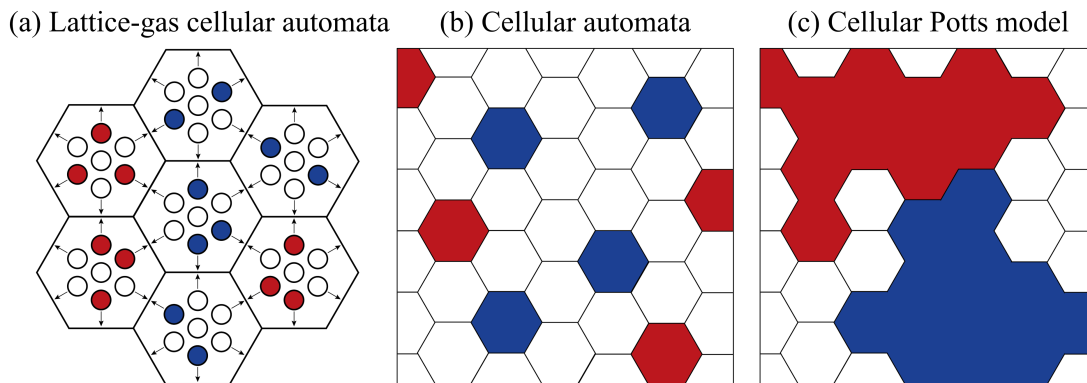 (a) Lattice-gas cellular automata
(b) Cellular automata
(c) Cellular Potts model